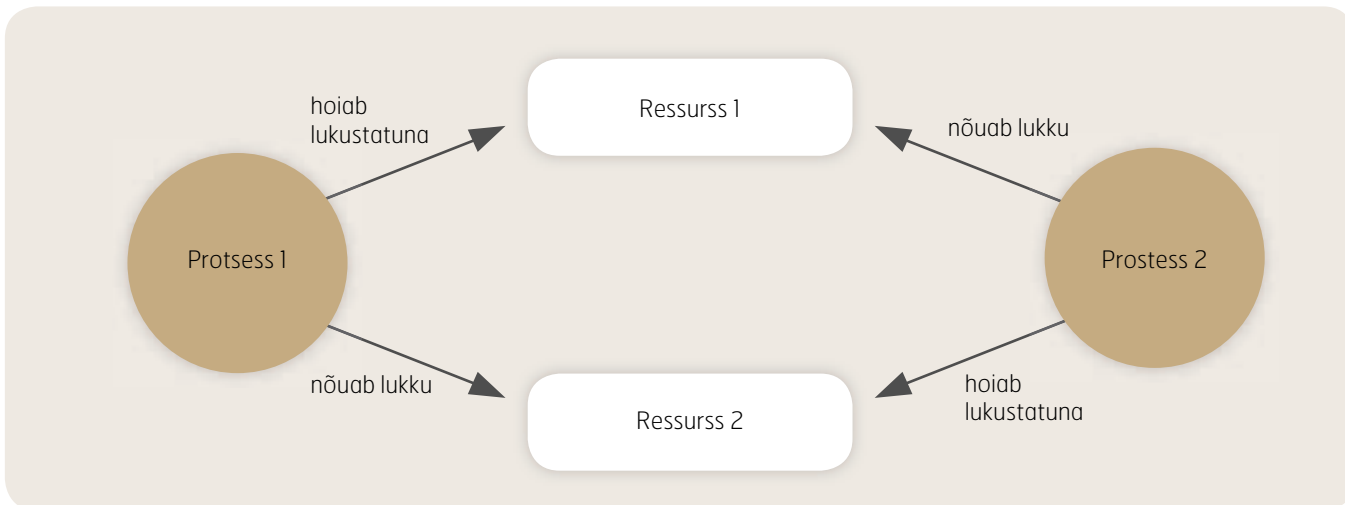 hoiab
lukustatuna
Ressurss 1
nõuab lukku
Protsess 1
Prostess 2
nõuab lukku
Ressurss 2
hoiab
lukustatuna